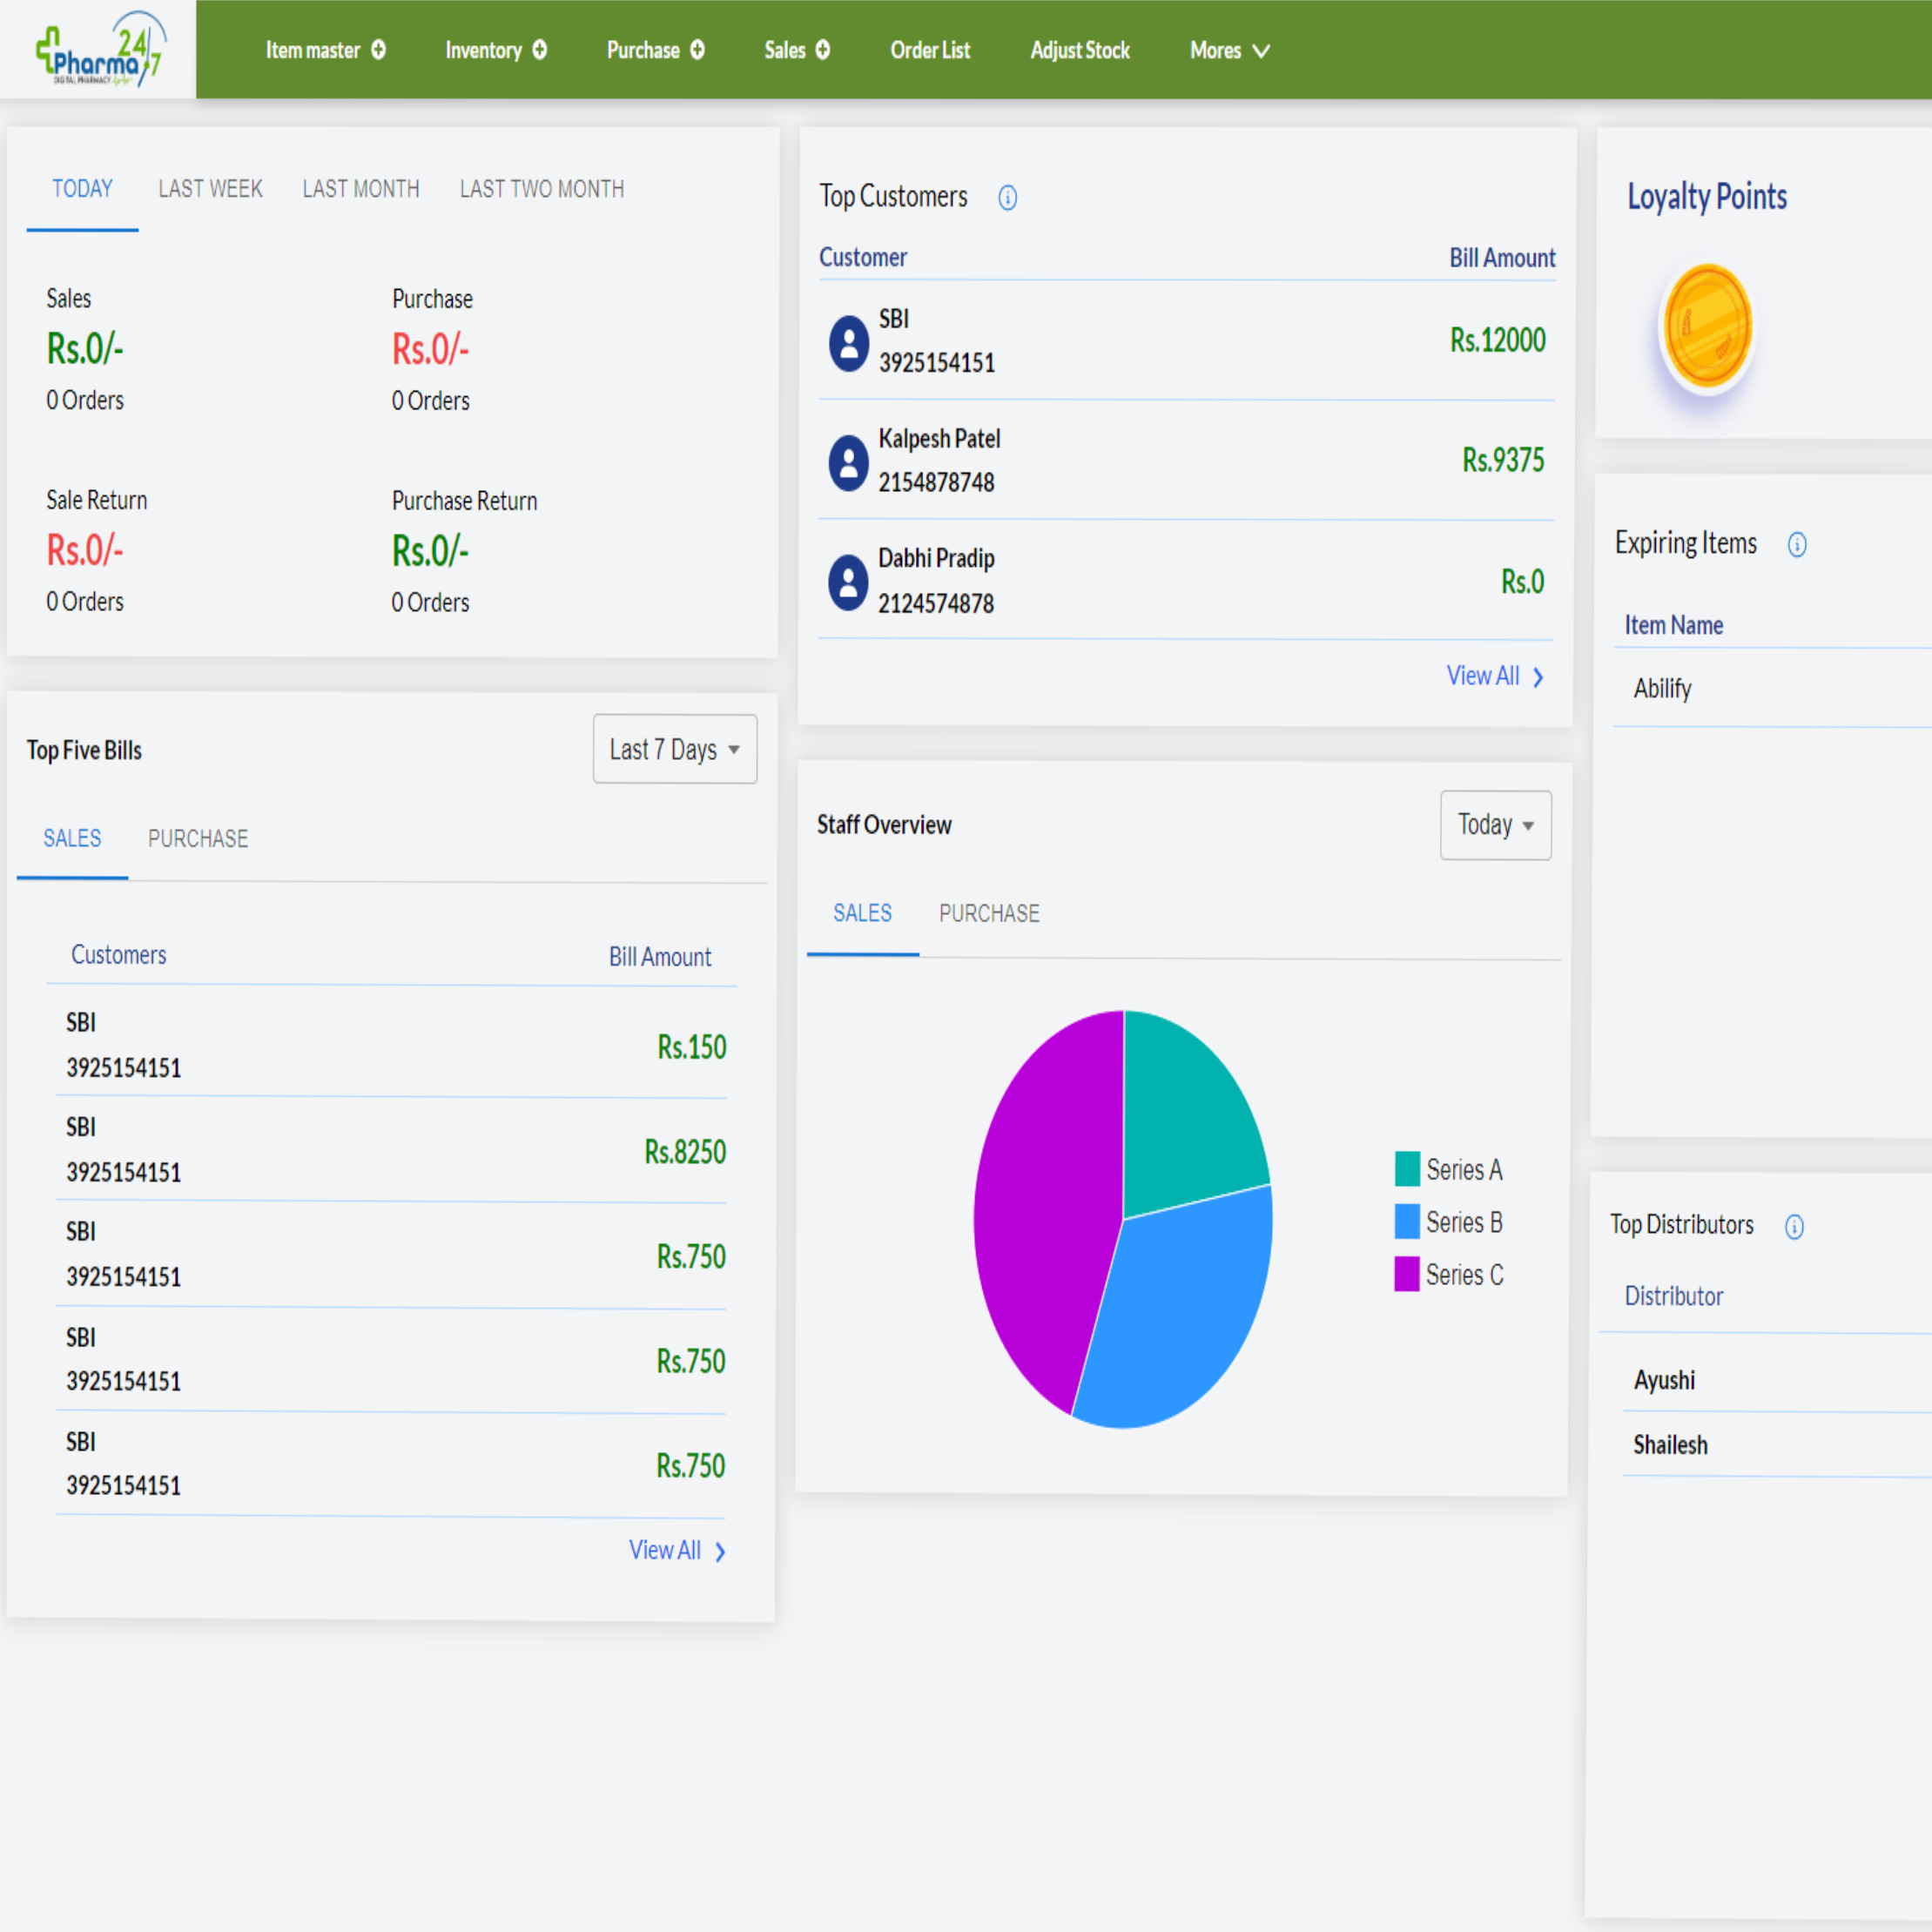 24/7
Pharma
DIGITAL PHARMACY
Item master
Inventory
Purchase
Sales
Order List
Adjust Stock
Mores
TODAY
LAST WEEK
LAST MONTH
LAST TWO MONTH
Sales
Rs.0/-
0 Orders
Purchase
Rs.0/-
0 Orders
Sale Return
Rs.0/-
0 Orders
Purchase Return
Rs.0/-
0 Orders
Top Five Bills
Last 7 Days
SALES
PURCHASE
Customers
Bill Amount
SBI
3925154151
Rs.150
SBI
3925154151
Rs.8250
SBI
3925154151
Rs.750
SBI
3925154151
Rs.750
SBI
3925154151
Rs.750
View All
Top Customers
Customer
Bill Amount
SBI
3925154151
Rs.12000
Kalpesh Patel
2154878748
Rs.9375
Dabhi Pradip
2124574878
Rs.0
View All
Staff Overview
Today
SALES
PURCHASE
Series A
Series B
Series C
Loyalty Points
Expiring Items
Item Name
Abilify
Top Distributors
Distributor
Ayushi
Shailesh